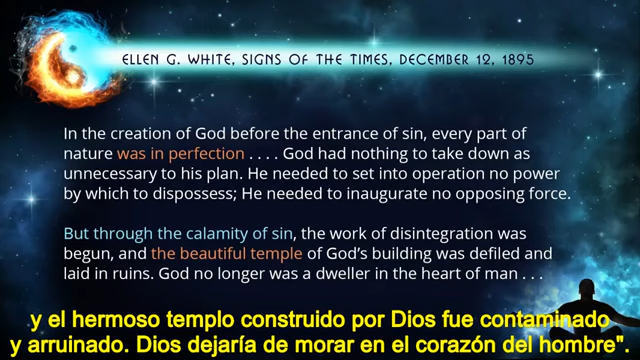 ELLEN G. WHITE, SIGNS OF THE TIMES, DECEMBER 12, 1895
In the creation of God before the entrance of sin, every part of
nature was in perfection . . . . God had nothing to take down as
unnecessary to his plan. He needed to set into operation no power
by which to dispossess; He needed to inaugurate no opposing force.
But through the calamity of sin, the work of disintegration was
begun, and the beautiful temple of God’s building was defiled and
laid in ruins. God no longer was a dweller in the heart of man . . .
y el hermoso templo construido por Dios fue contaminado
y arruinado. Dios dejaría de morar en el corazón del hombre".